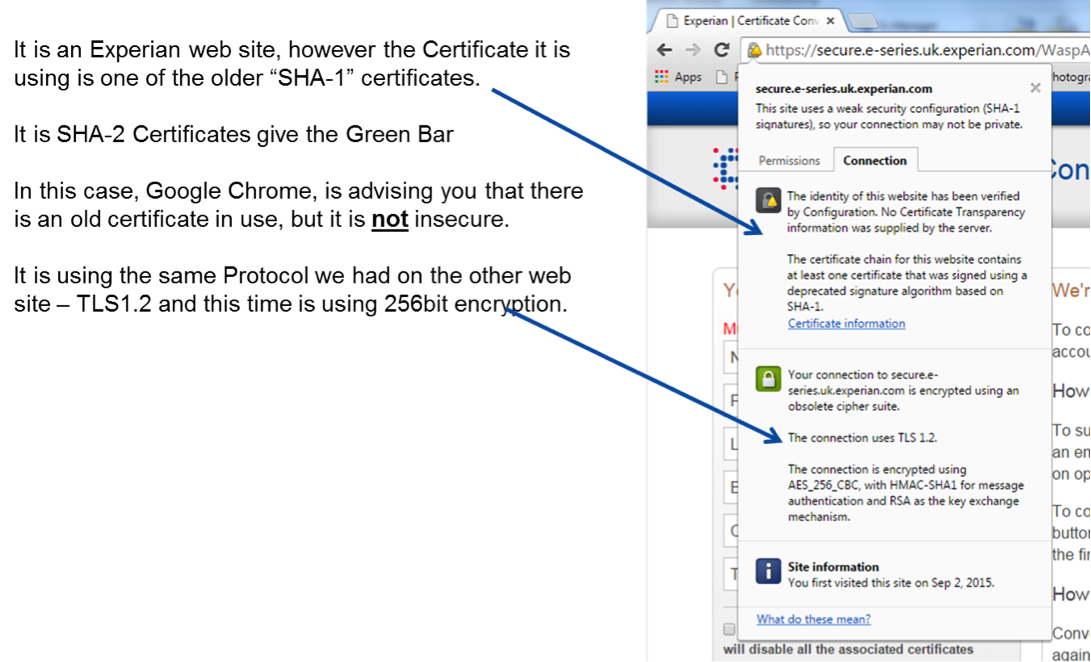 It is an Experian web site, however the Certificate it is
using is one of the older “SHA-1” certificates.
It is SHA-2 Certificates give the Green Bar
In this case, Google Chrome, is advising you that there
is an old certificate in use, but it is not insecure.
It is using the same Protocol we had on the other web
site – TLS1.2 and this time is using 256bit encryption.
Experian | Certificate Conv
https://secure.e-series.uk.experian.com/WaspA
Apps
hotogra
secure.e-series.uk.experian.com
This site uses a weak security configuration (SHA-1
signatures), so your connection may not be private.
Permissions
Connection
Con
The identity of this website has been verified
by Configuration. No Certificate Transparency
information was supplied by the server.
The certificate chain for this website contains
at least one certificate that was signed using a
deprecated signature algorithm based on
SHA-1.
Certificate information
Your connection to secure.e-
series.uk.experian.com is encrypted using an
obsolete cipher suite.
The connection uses TLS 1.2.
The connection is encrypted using
AES_256_CBC, with HMAC-SHA1 for message
authentication and RSA as the key exchange
mechanism.
Site information
You first visited this site on Sep 2, 2015.
What do these mean?
Y
M
N
F
L
E
C
T
We'r
To co
accou
How
To su
an em
on op
To co
button
the fir
How
Conv
again
will disable all the associated certificates